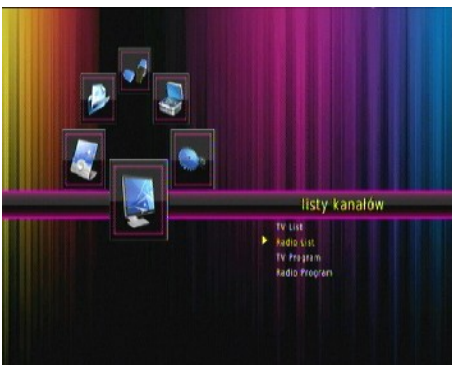 listy kanałów
TV List
Radio List
TV Program
Radio Program